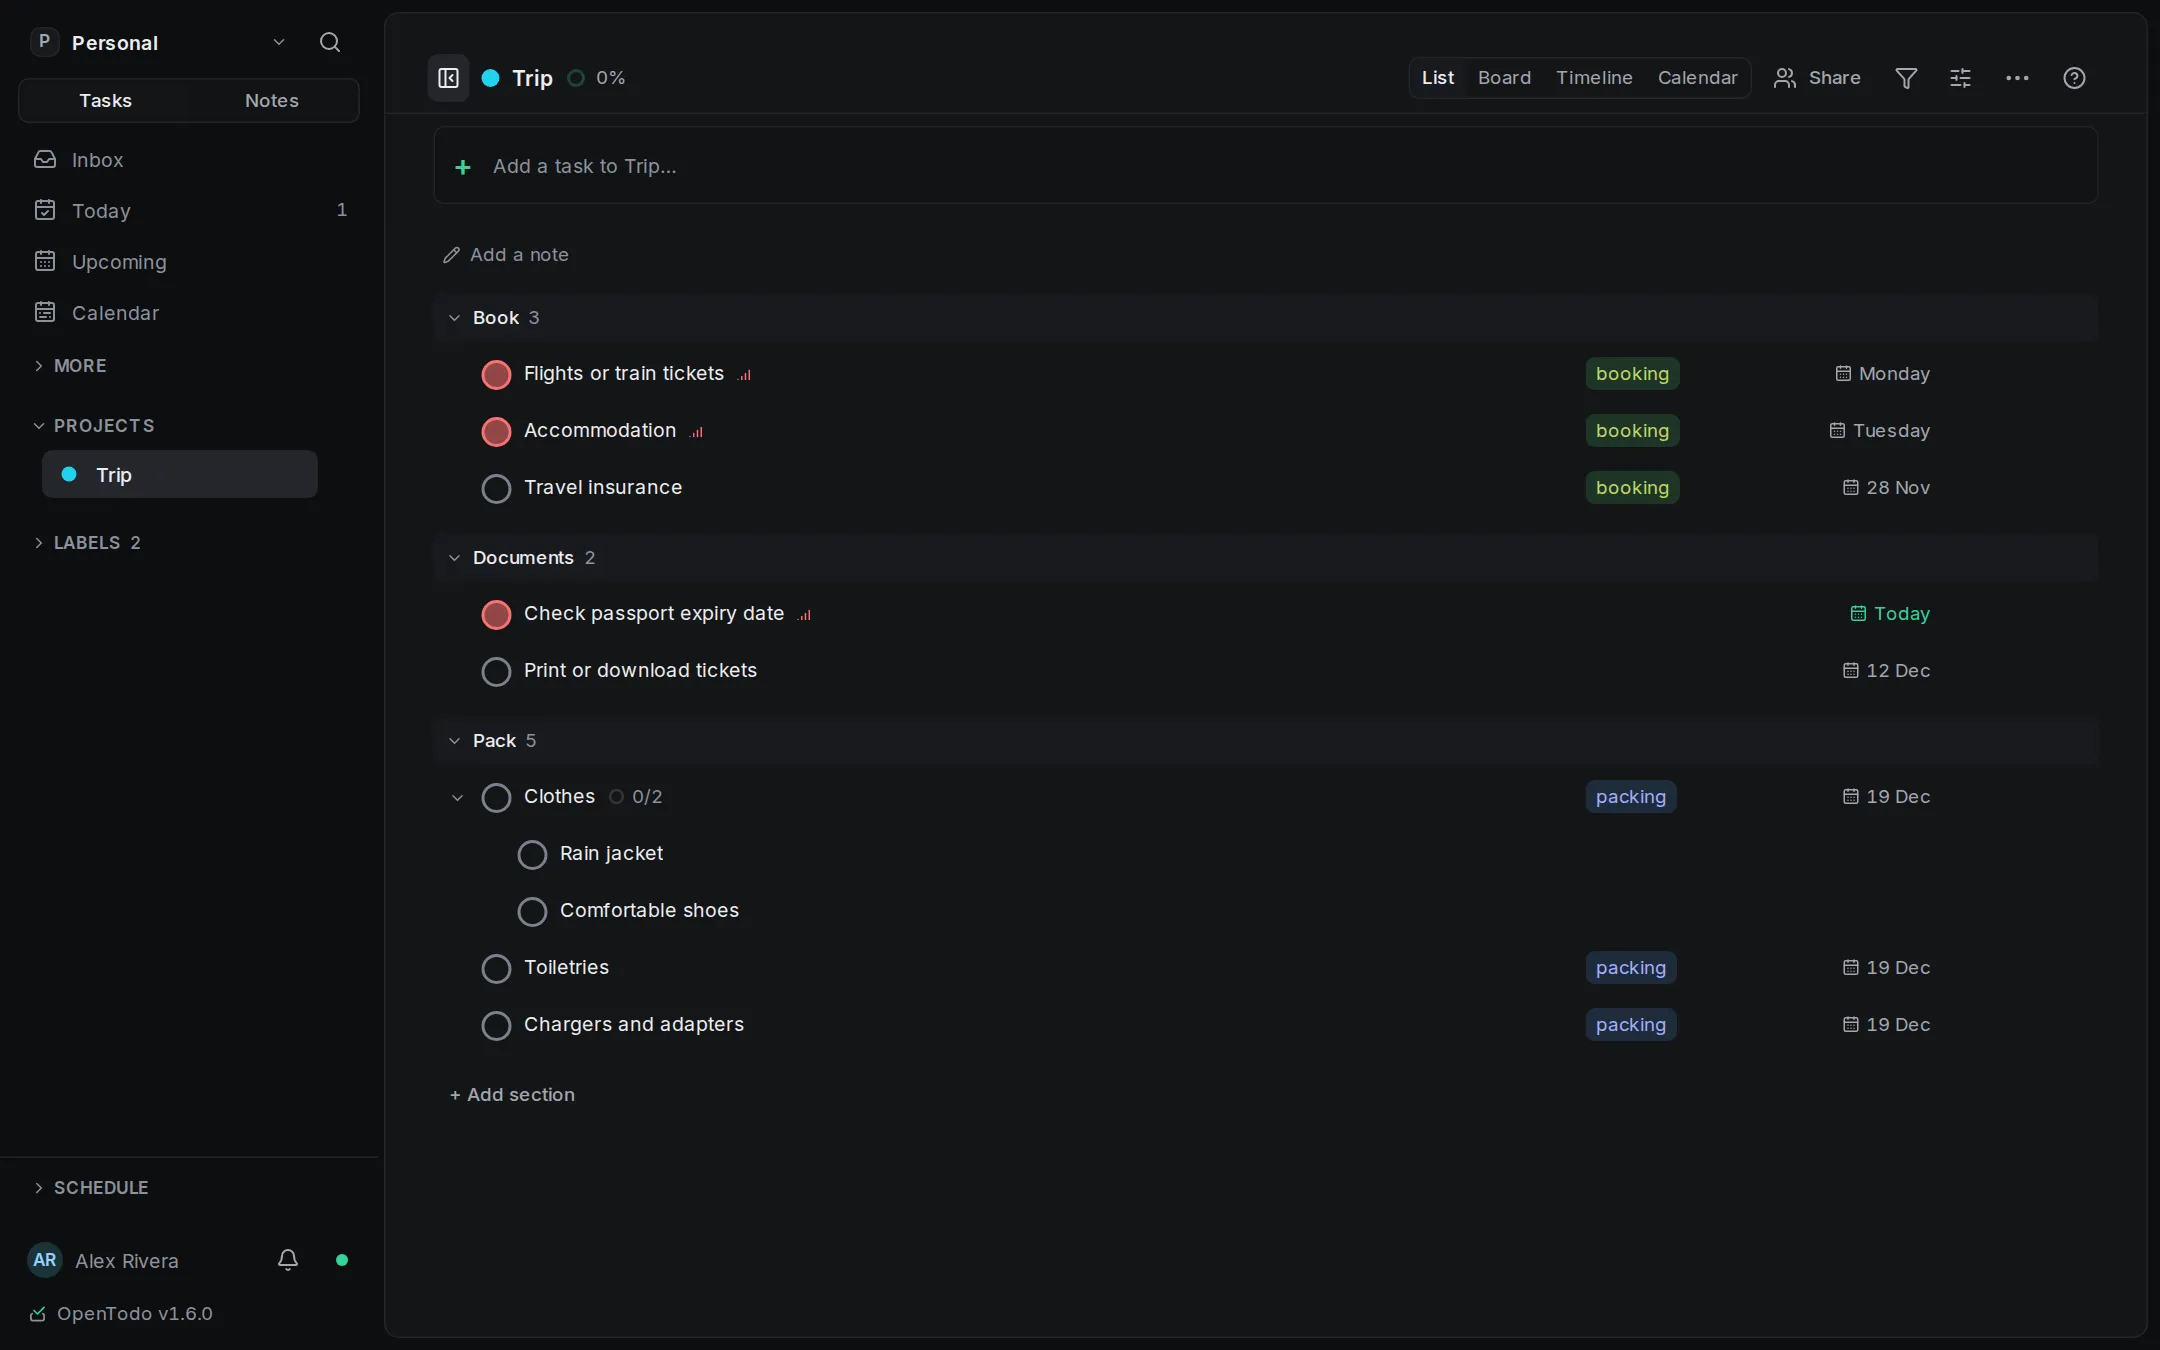 P Personal
Tasks Notes
Inbox
Today 1
Upcoming
Calendar
MORE
PROJECTS
Trip
LABELS 2
SCHEDULE
AR Alex Rivera
OpenTodo v1.6.0
Trip 0%
List Board Timeline Calendar Share
+ Add a task to Trip...
Add a note
Book 3
Flights or train tickets booking Monday
Accommodation booking Tuesday
Travel insurance booking 28 Nov
Documents 2
Check passport expiry date Today
Print or download tickets 12 Dec
Pack 5
Clothes 0/2 packing 19 Dec
Rain jacket
Comfortable shoes
Toiletries packing 19 Dec
Chargers and adapters packing 19 Dec
+ Add section